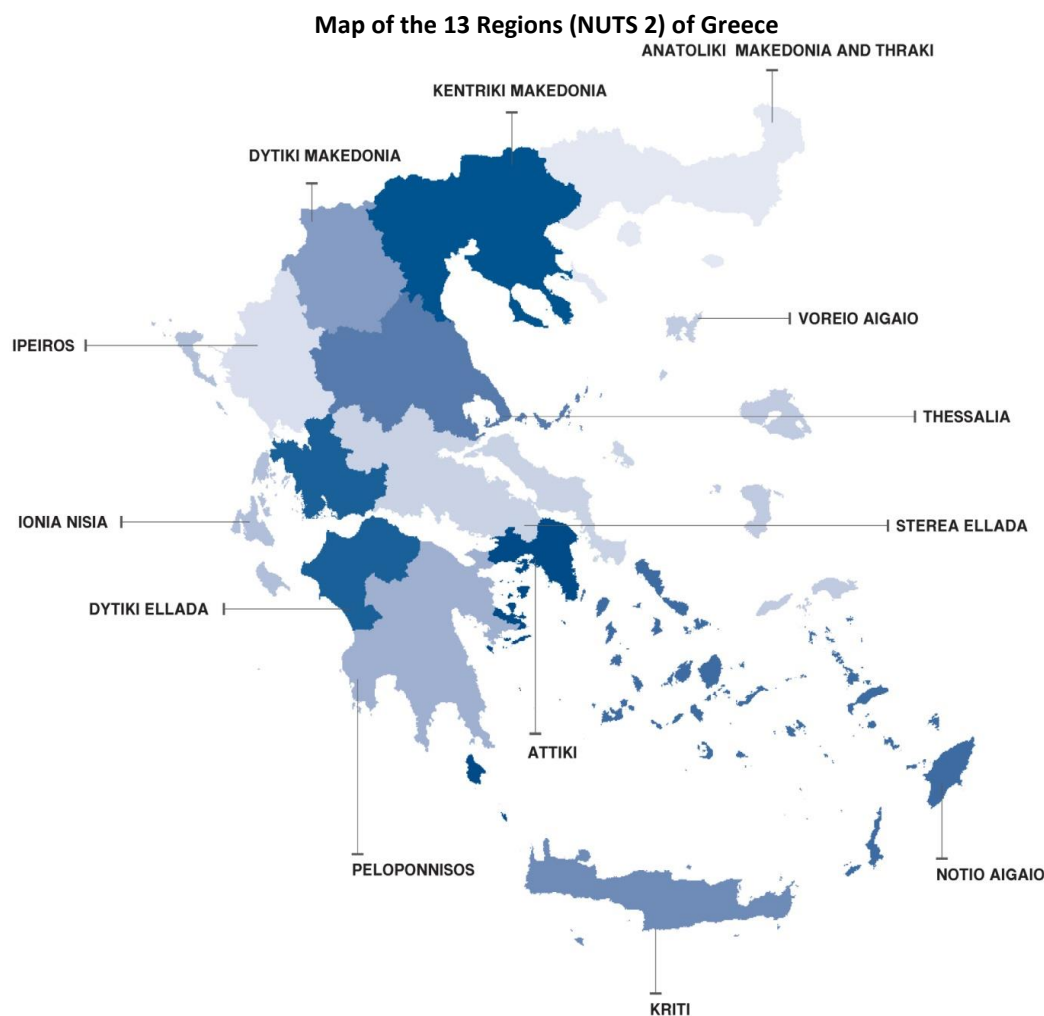 Map of the 13 Regions (NUTS 2) of Greece
ANATOLIKI MAKEDONIA AND THRAKI
KENTRIKI MAKEDONIA
DYTIKI MAKEDONIA
VOREIO AIGAIO
IPEIROS
THESSALIA
IONIA NISIA
STEREA ELLADA
DYTIKI ELLADA
ATTIKI
PELOPONNISOS
NOTIO AIGAIO
KRITI